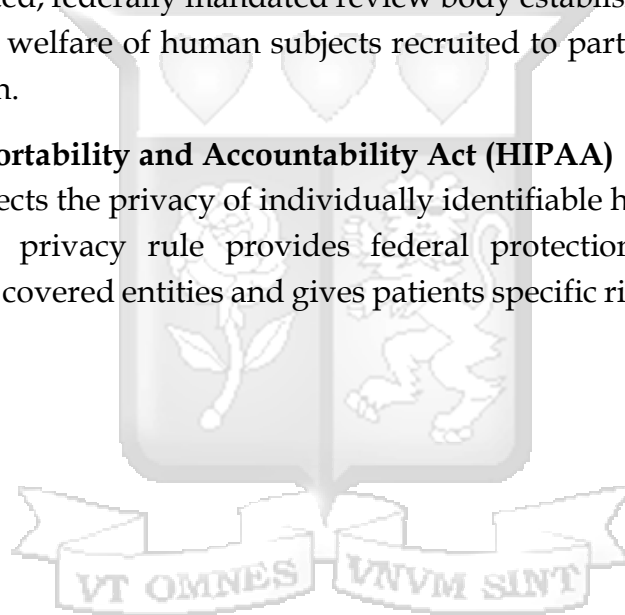 ted, federally mandated review body establis
welfare of human subjects recruited to part
n.
ortability and Accountability Act (HIPAA)
ects the privacy of individually identifiable h
privacy rule provides federal protection
covered entities and gives patients specific ri
VT OMNES VNVM SINT